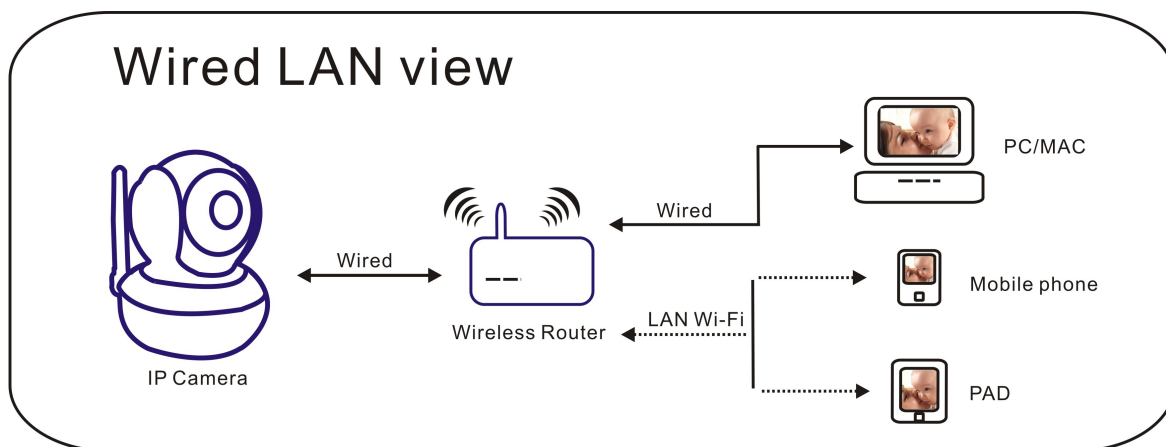 Wired LAN view
PC/MAC
Wired
Wired
Mobile phone
LAN Wi-Fi
Wireless Router
IP Camera
PAD